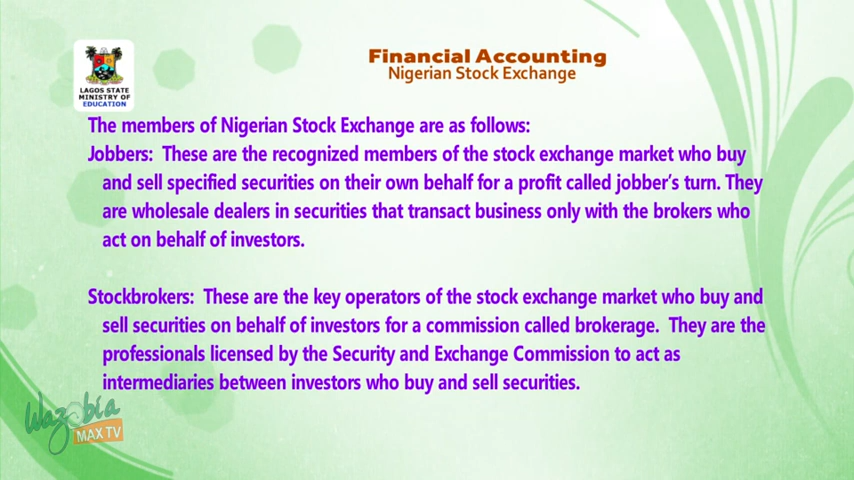 Financial Accounting
Nigerian Stock Exchange
LAGOS STATE
MINISTRY OF
EDUCATION
The members of Nigerian Stock Exchange are as follows:
Jobbers: These are the recognized members of the stock exchange market who buy
and sell specified securities on their own behalf for a profit called jobber's turn. They
are wholesale dealers in securities that transact business only with the brokers who
act on behalf of investors.
Stockbrokers: These are the key operators of the stock exchange market who buy and
sell securities on behalf of investors for a commission called brokerage. They are the
professionals licensed by the Security and Exchange Commission to act as
intermediaries between investors who buy and sell securities.
Wazobia
MAX TV